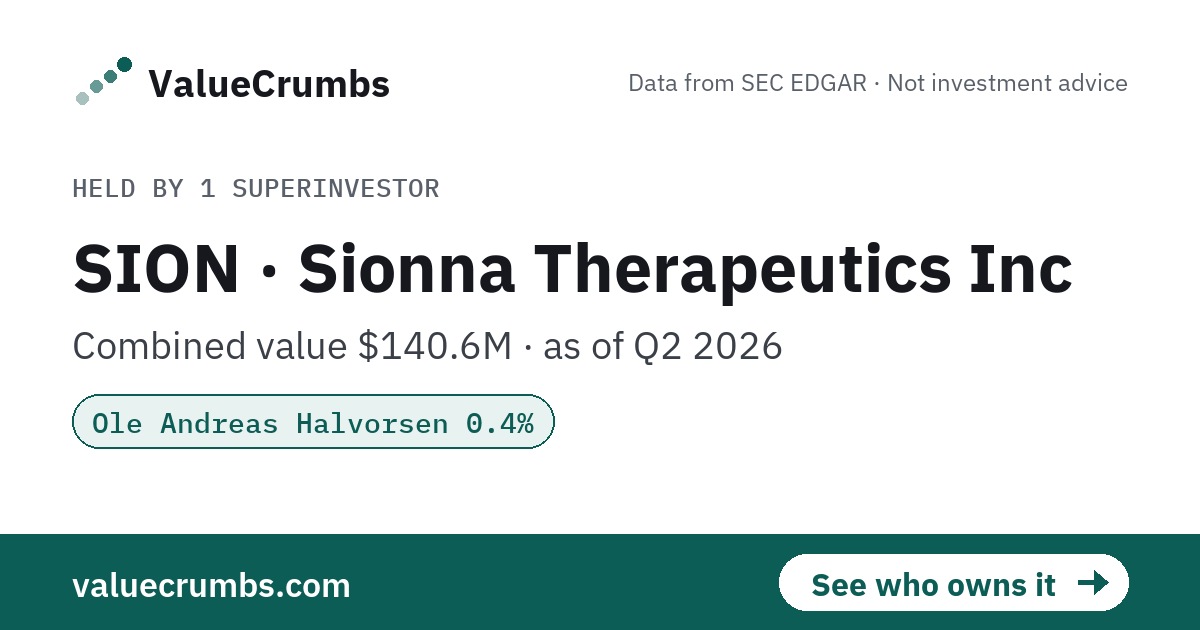 ValueCrumbs
Data from SEC EDGAR · Not investment advice
HELD BY 1 SUPERINVESTOR
SION · Sionna Therapeutics Inc
Combined value $140.6M · as of Q2 2026
Ole Andreas Halvorsen 0.4%
valuecrumbs.com
See who owns it →